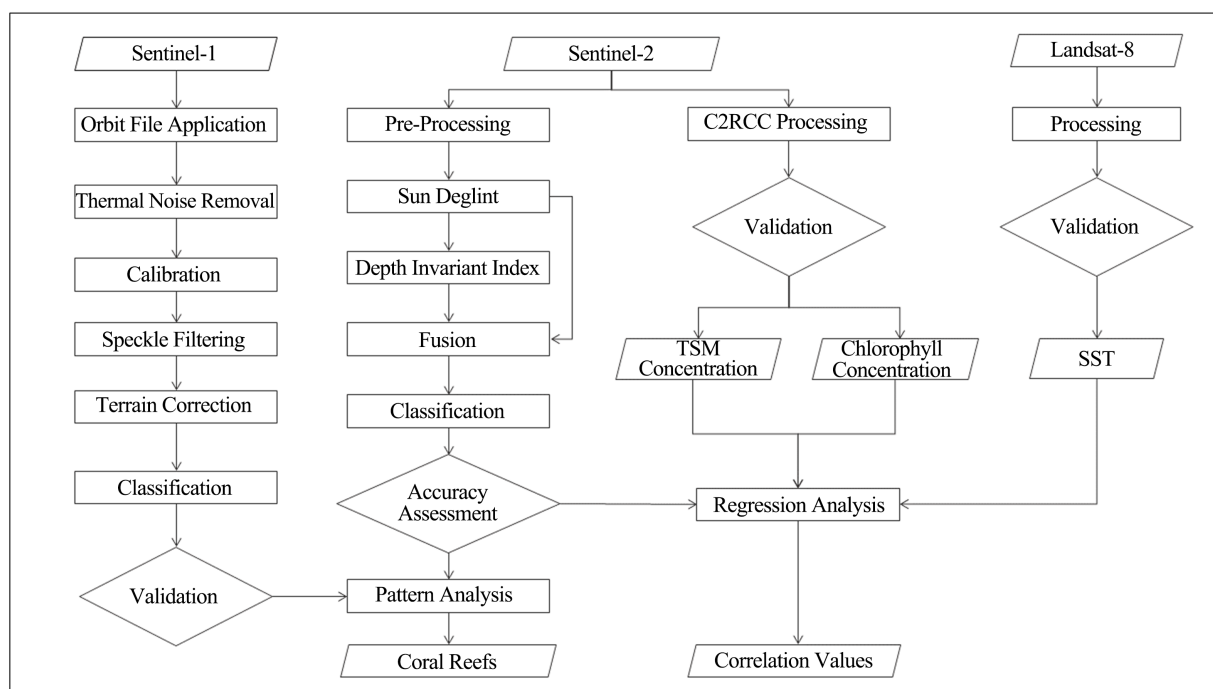 Sentinel-1
Sentinel-2
Landsat-8
Orbit File Application
Pre-Processing
C2RCC Processing
Processing
Thermal Noise Removal
Sun Deglint
Validation
Validation
Calibration
Depth Invariant Index
Speckle Filtering
Fusion
TSM
Concentration
Chlorophyll
Concentration
SST
Terrain Correction
Classification
Classification
Accuracy
Assessment
Regression Analysis
Validation
Pattern Analysis
Coral Reefs
Correlation Values